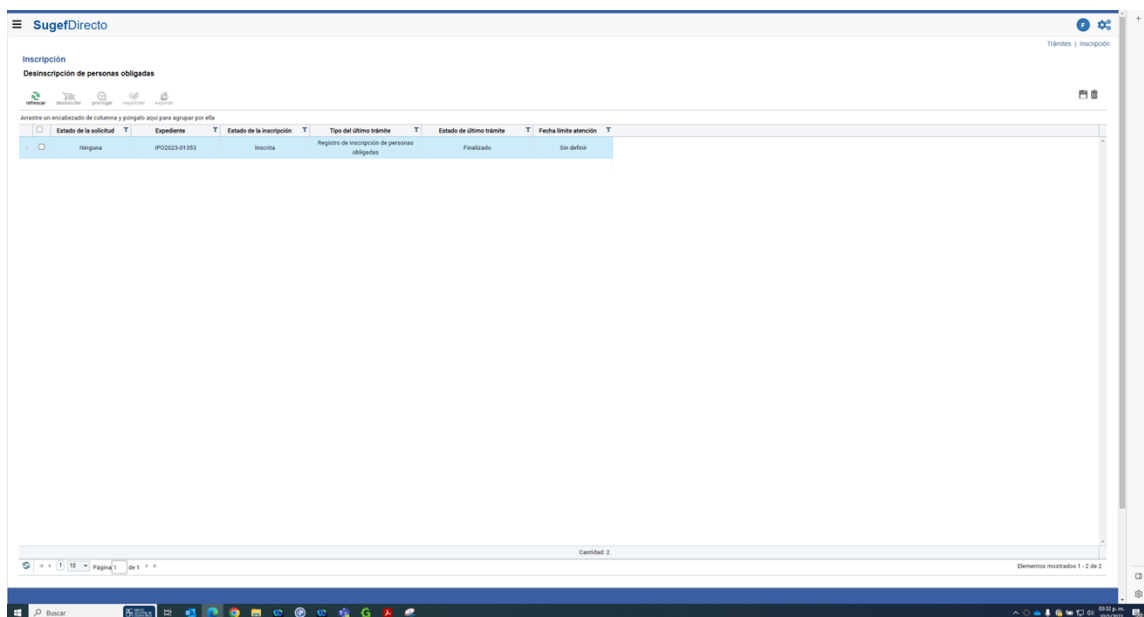 SugefDirecto
F
Trámites | Inscripción
Inscripción
Desinscripción de personas obligadas
refrescar desinscribir prorrogar responder exportar
Arrastre un encabezado de columna y póngalo aquí para agrupar por ella
Estado de la solicitud Expediente Estado de la inscripción Tipo del último trámite Estado de último trámite Fecha límite atención
Ninguna IPO2023-01353 Inscrita Registro de inscripción de personas obligadas Finalizado Sin definir
Cantidad: 2
1 10 Página 1 de 1
Elementos mostrados 1 - 2 de 2
Buscar
03:32 p. m.